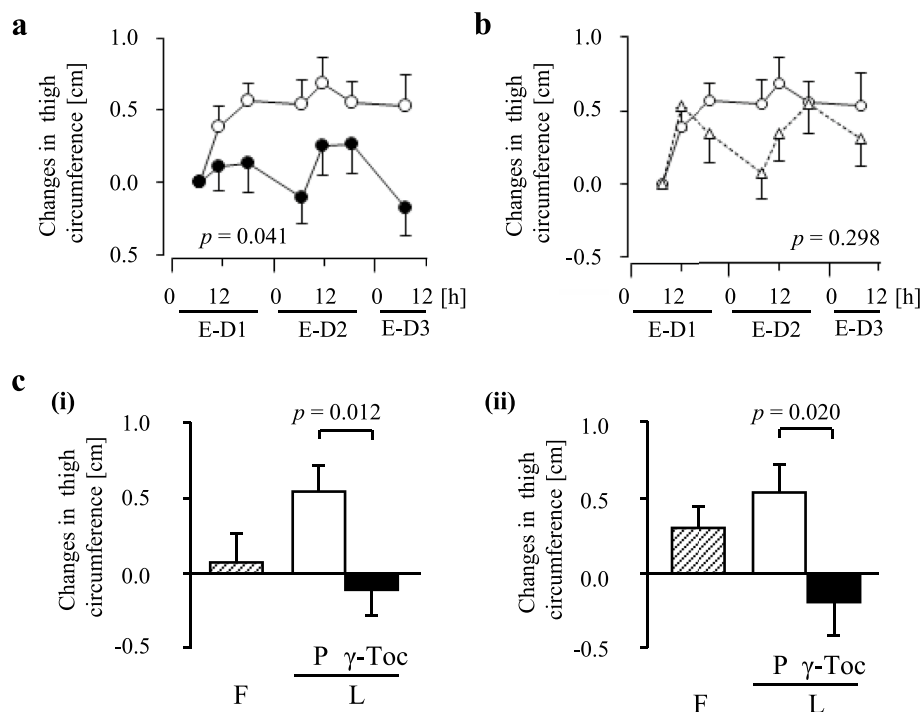 a
Changes in thigh
circumference [cm]
1.0
0.5
0.0
0.5
p = 0.041
0 12 0 12 0 12 [h]
E-D1 E-D2 E-D3
b
Changes in thigh
circumference [cm]
1.0
0.5
0.0
-0.5
p = 0.298
0 12 0 12 0 12 [h]
E-D1 E-D2 E-D3
c
(i)
Changes in thigh
circumference [cm]
1.0
0.5
0.0
-0.5
p = 0.012
P γ-Toc
F L
(ii)
Changes in thigh
circumference [cm]
1.0
0.5
0.0
-0.5
p = 0.020
P γ-Toc
F L